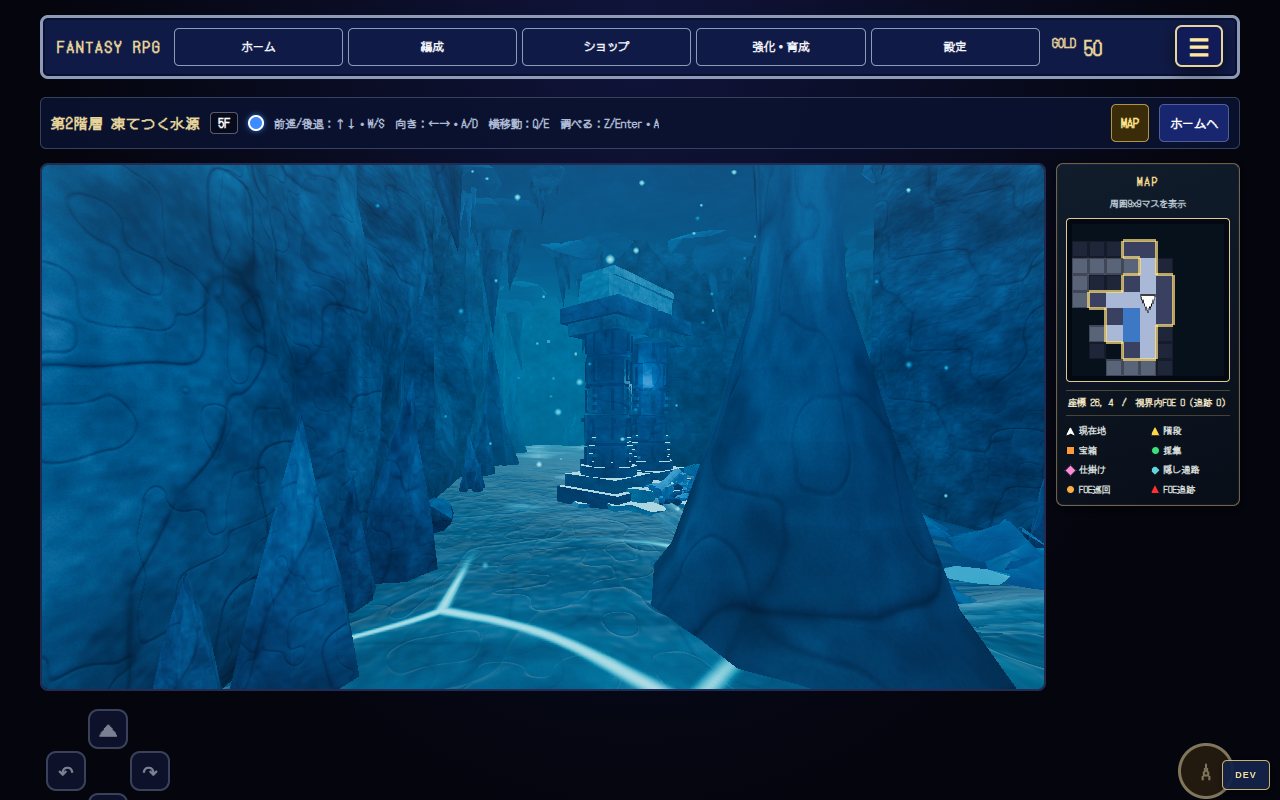 FANTASY RPG
ホーム
編成
ショップ
強化・育成
設定
GOLD 50
第2階層 凍てつく水源
5F
前進/後退：↑↓・W/S 向き：←→・A/D 横移動：Q/E 調べる：Z/Enter・A
MAP
ホームへ
MAP
周囲9x9マスを表示
座標 26, 4 / 視界内FOE 0 (追跡 0)
現在地
階段
宝箱
採集
仕掛け
隠し通路
FOE巡回
FOE追跡
A
DEV